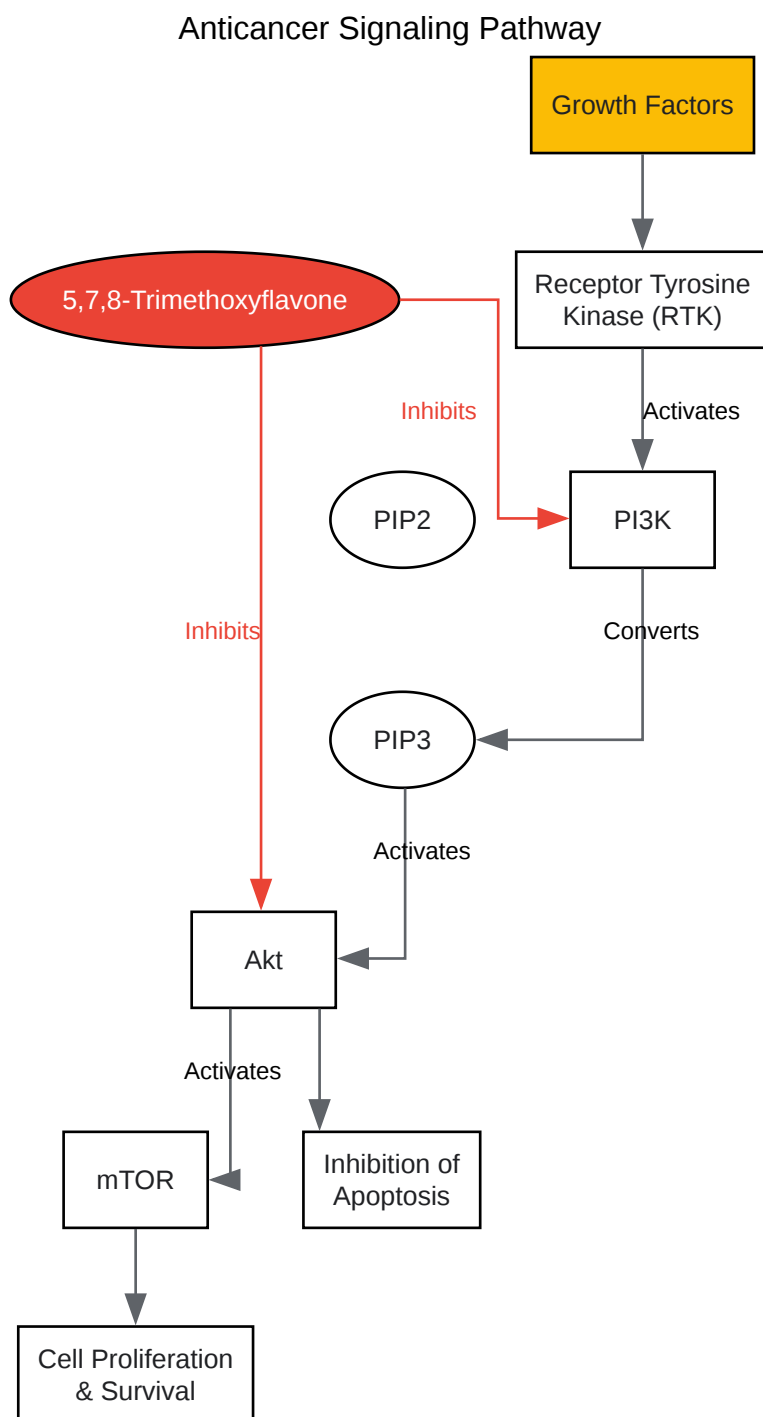 Anticancer Signaling Pathway
Growth Factors
5,7,8-Trimethoxyflavone
Receptor Tyrosine
Kinase (RTK)
Inhibits
Activates
PIP2
PI3K
Inhibits
Converts
PIP3
Activates
Akt
Activates
mTOR
Inhibition of
Apoptosis
Cell Proliferation
& Survival